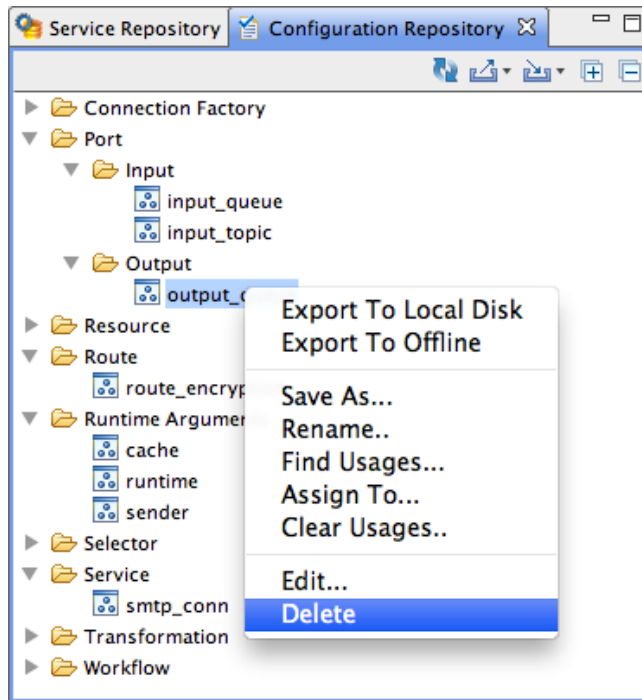 Service Repository
Configuration Repository
Connection Factory
Port
Input
input_queue
input_topic
Output
Resource
Route
Runtime
cache
runtime
sender
Selector
Service
smtp_conn
Transformation
Workflow
Export To Local Disk
Export To Offline
Save As...
Rename..
Find Usages...
Assign To...
Clear Usages..
Edit...
Delete